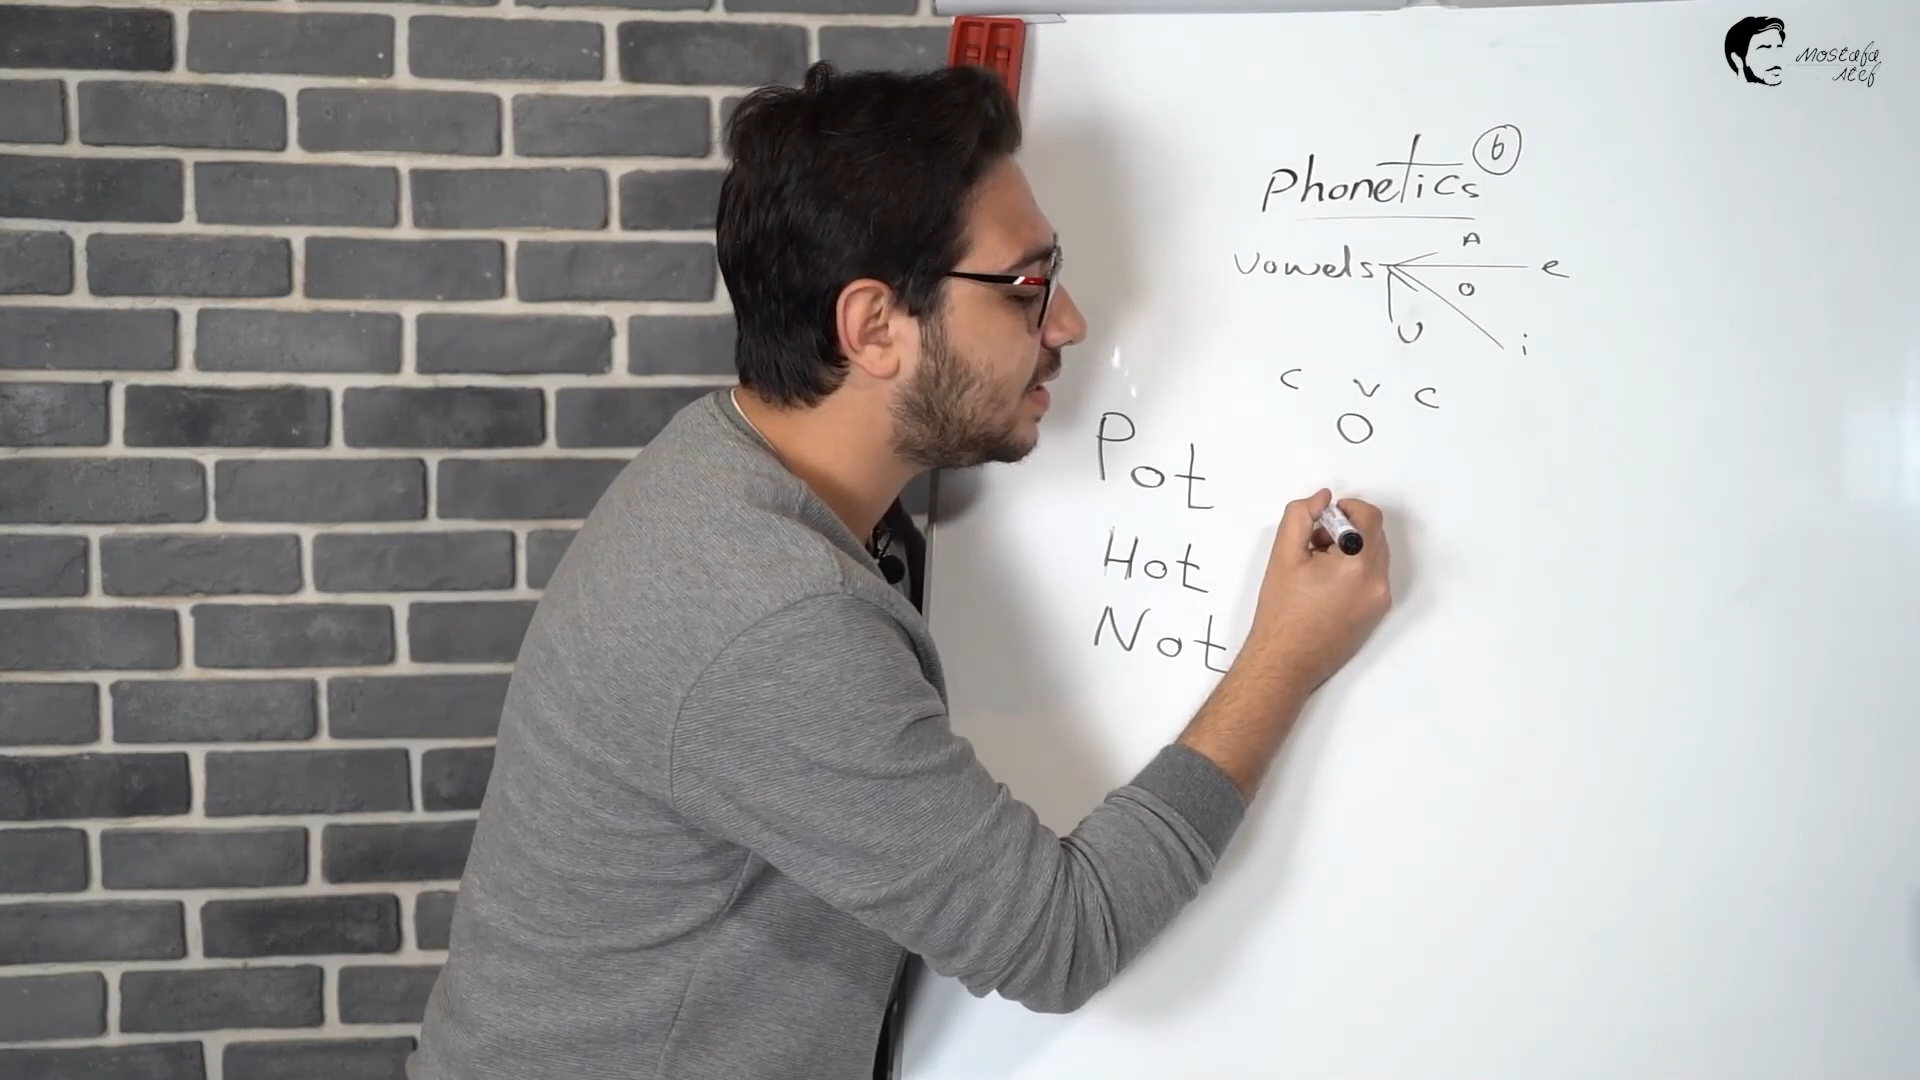 Mostafa
Atef
Phonetics 6
A
vowels e
O
U i
C V C
O
Pot
Hot
Not